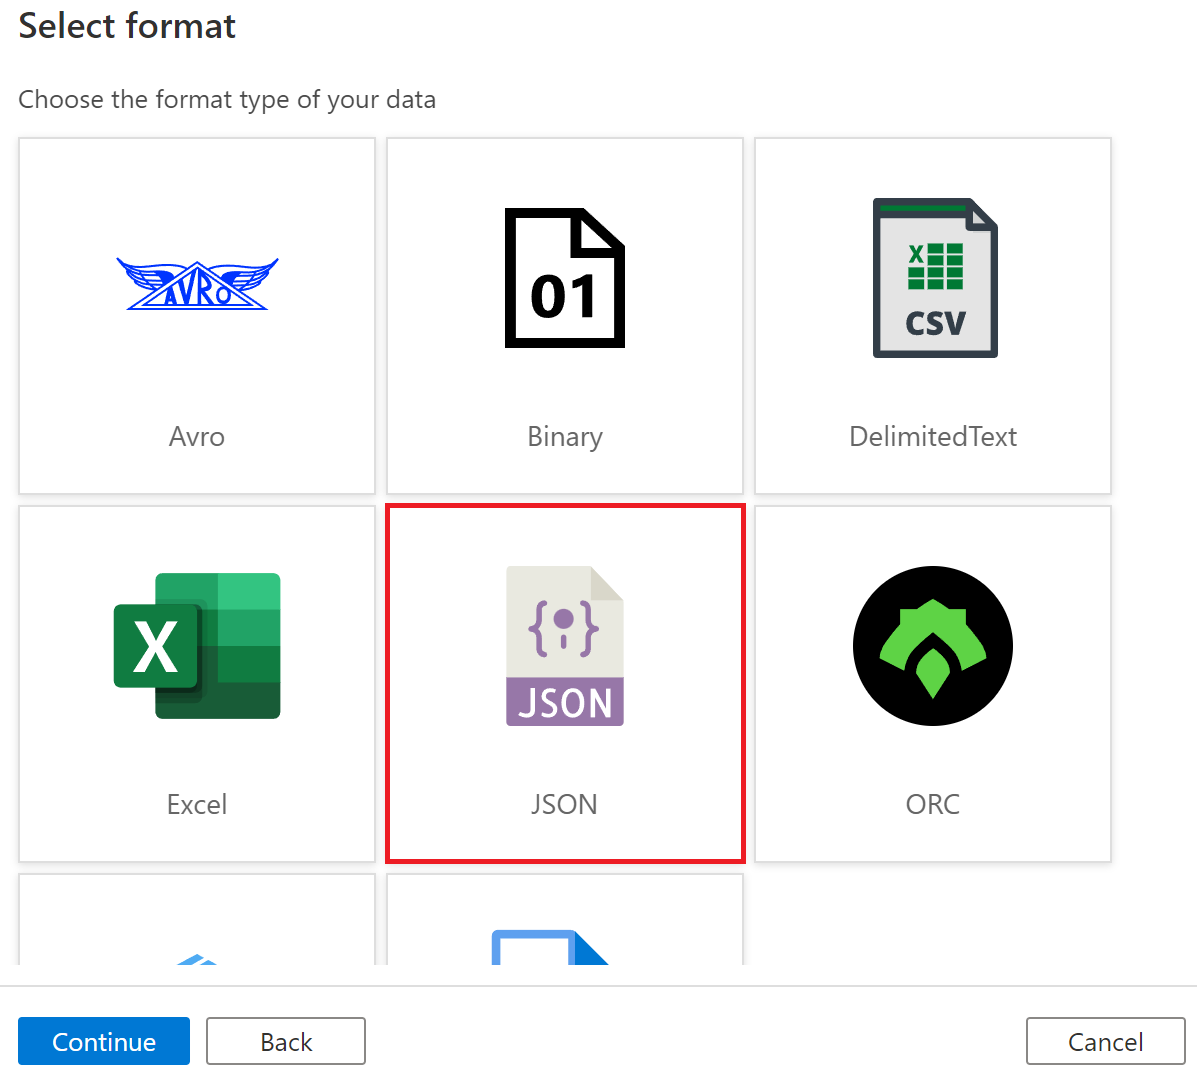 Select format
Choose the format type of your data
AVRO
01
X
CSV
Avro
Binary
DelimitedText
X
JSON
Excel
JSON
ORC
Continue
Back
Cancel